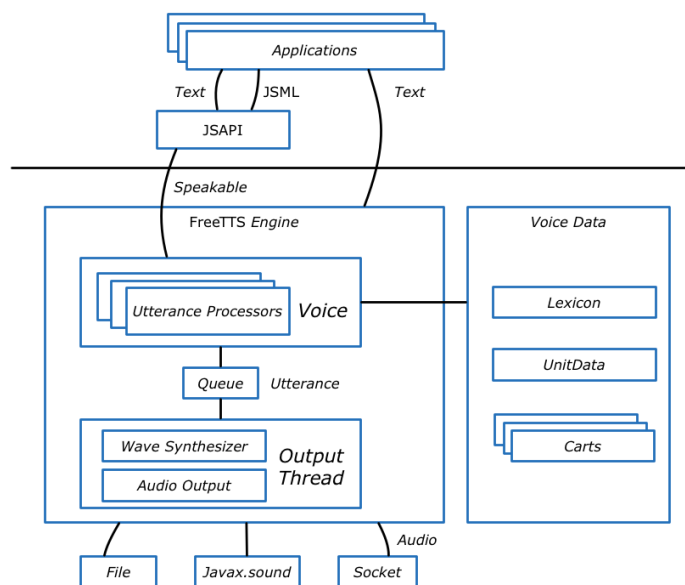 Applications
Text
JSML
Text
JSAPI
Speakable
FreeTTS Engine
Voice Data
Utterance Processors
Voice
Lexicon
UnitData
Queue
Utterance
Carts
Wave Synthesizer
Output
Thread
Audio Output
Audio
File
Javax.sound
Socket